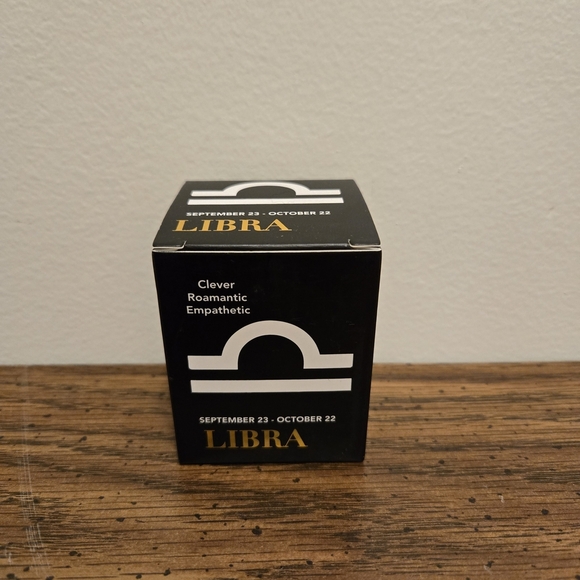 SEPTEMBER 23 - OCTOBER 22
LIBRA
Clever
Roamantic
Empathetic
SEPTEMBER 23 - OCTOBER 22
LIBRA